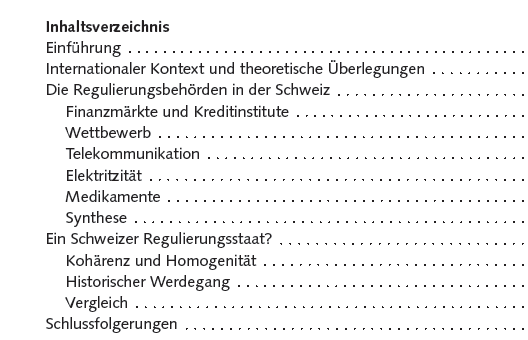 Inhaltsverzeichnis
Einführung . . . . . . . . . . . . . . . . . . . . . . . . . . . . . . . . . . . . . . . . . . . .
Internationaler Kontext und theoretische Überlegungen . . . . . . . . . .
Die Regulierungsbehörden in der Schweiz . . . . . . . . . . . . . . . . . . . . .
Finanzmärkte und Kreditinstitute . . . . . . . . . . . . . . . . . . . . . . . . . .
Wettbewerb . . . . . . . . . . . . . . . . . . . . . . . . . . . . . . . . . . . . . . . . .
Telekommunikation . . . . . . . . . . . . . . . . . . . . . . . . . . . . . . . . . . .
Elektritzität . . . . . . . . . . . . . . . . . . . . . . . . . . . . . . . . . . . . . . . . . .
Medikamente . . . . . . . . . . . . . . . . . . . . . . . . . . . . . . . . . . . . . . . .
Synthese . . . . . . . . . . . . . . . . . . . . . . . . . . . . . . . . . . . . . . . . . . . .
Ein Schweizer Regulierungsstaat? . . . . . . . . . . . . . . . . . . . . . . . . . . . .
Kohärenz und Homogenität . . . . . . . . . . . . . . . . . . . . . . . . . . . . . .
Historischer Werdegang . . . . . . . . . . . . . . . . . . . . . . . . . . . . . . . . .
Vergleich . . . . . . . . . . . . . . . . . . . . . . . . . . . . . . . . . . . . . . . . . . . .
Schlussfolgerungen . . . . . . . . . . . . . . . . . . . . . . . . . . . . . . . . . . . . . .